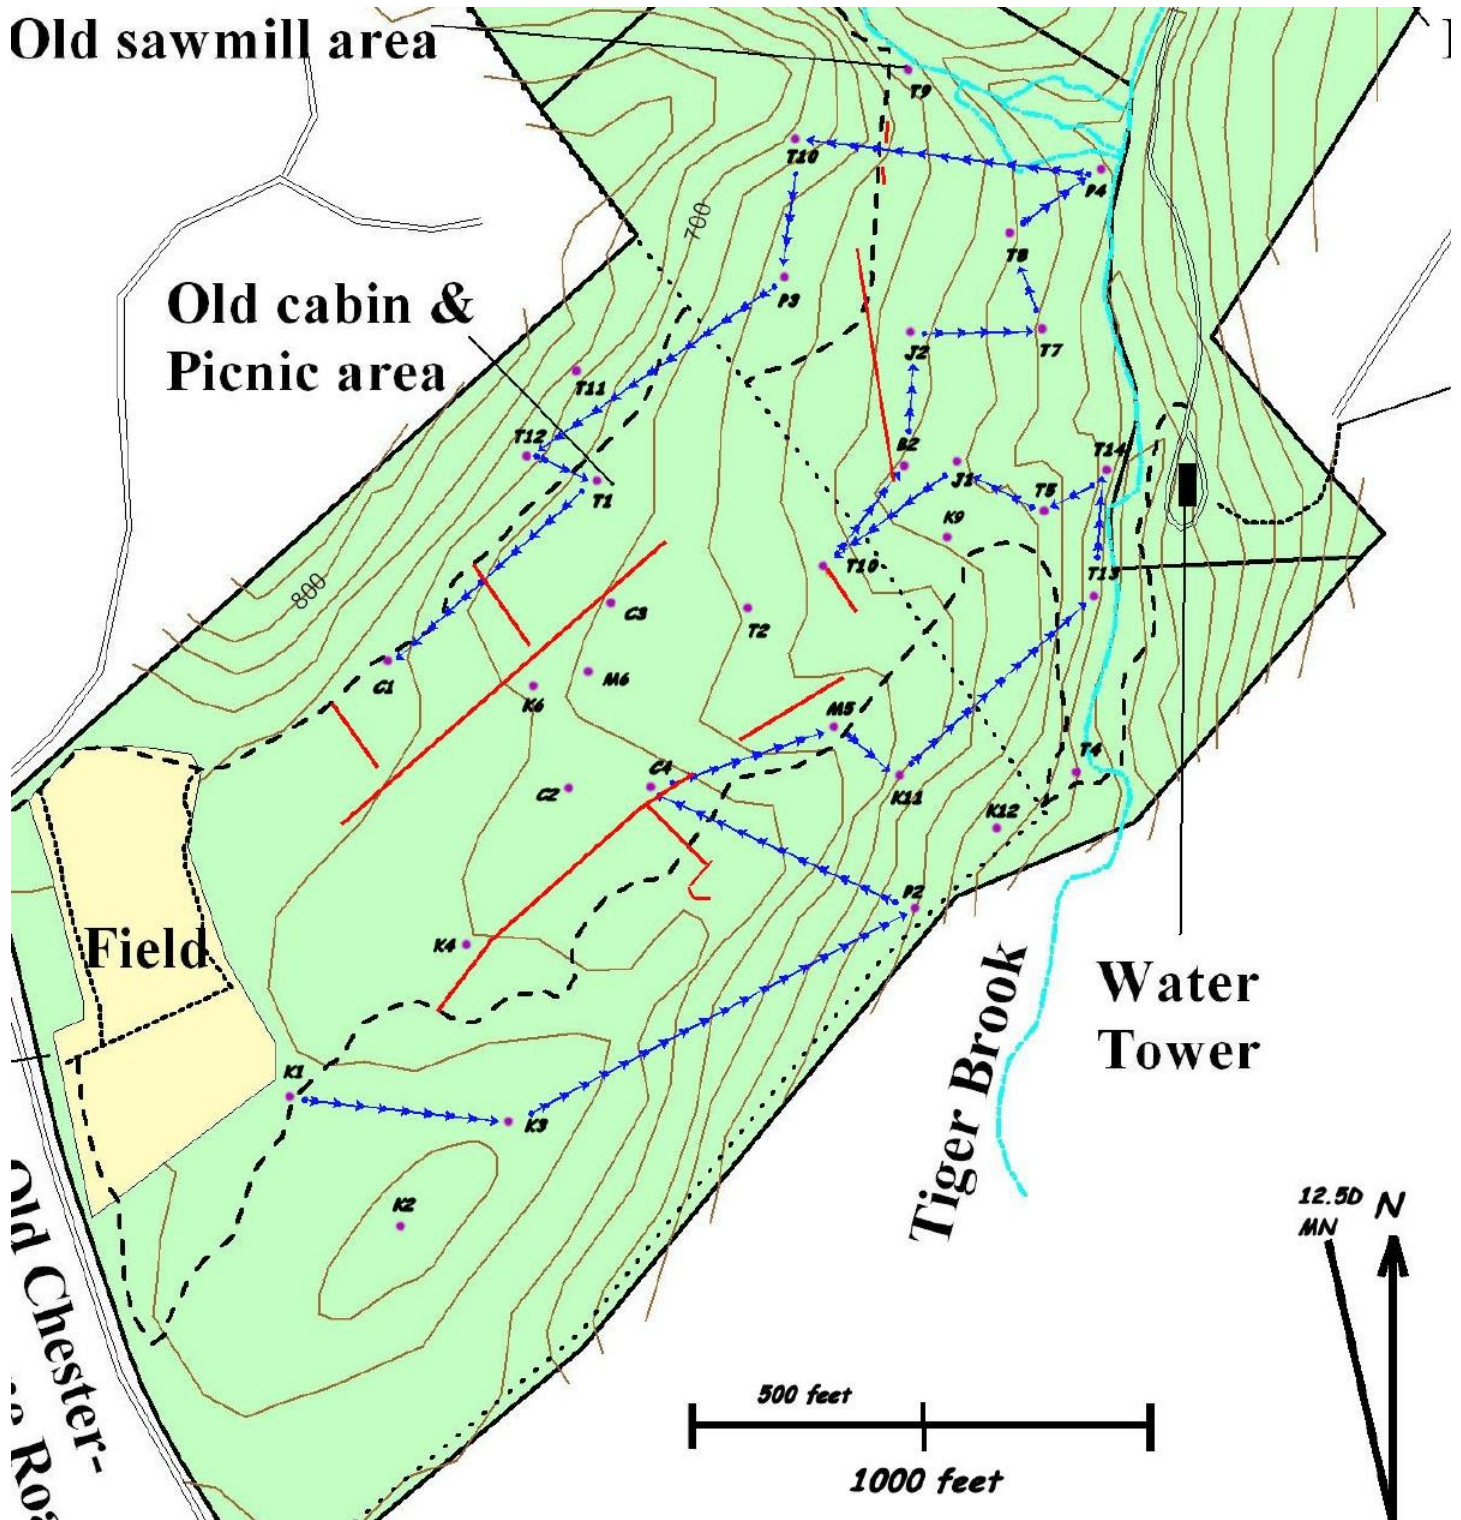 Old sawmill area
T9
T10
P4
700
T8
Old cabin &
Picnic area
P3
J2
T7
T11
T12
B2
T14
J1
T5
T1
K9
T10
T13
800
C3
T2
M6
C1
K6
M5
T4
C4
C2
K11
K12
P2
K4
Field
Water
Tower
Tiger Brook
K1
K3
K2
12.5D
MN
N
Old Chester-
500 feet
1000 feet